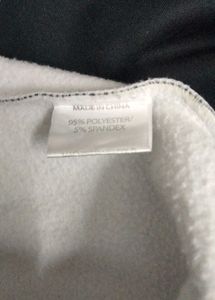 MADE IN CHINA
95% POLYESTER/
5% SPANDEX